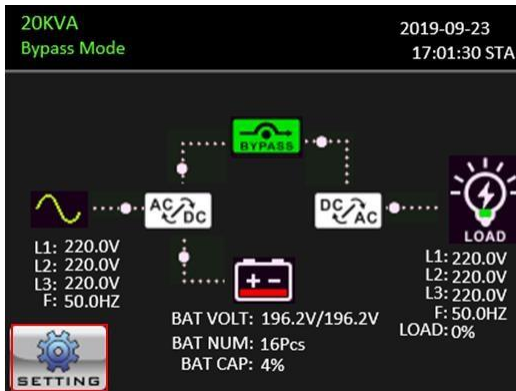 20KVA
Bypass Mode
2019-09-23
17:01:30 STA
BYPASS
AC
DC
DC
AC
LOAD
L1: 220.0V
L2: 220.0V
L3: 220.0V
F: 50.0HZ
L1: 220.0V
L2: 220.0V
L3: 220.0V
F: 50.0HZ
LOAD: 0%
BAT VOLT: 196.2V/196.2V
BAT NUM: 16Pcs
BAT CAP: 4%
SETTING